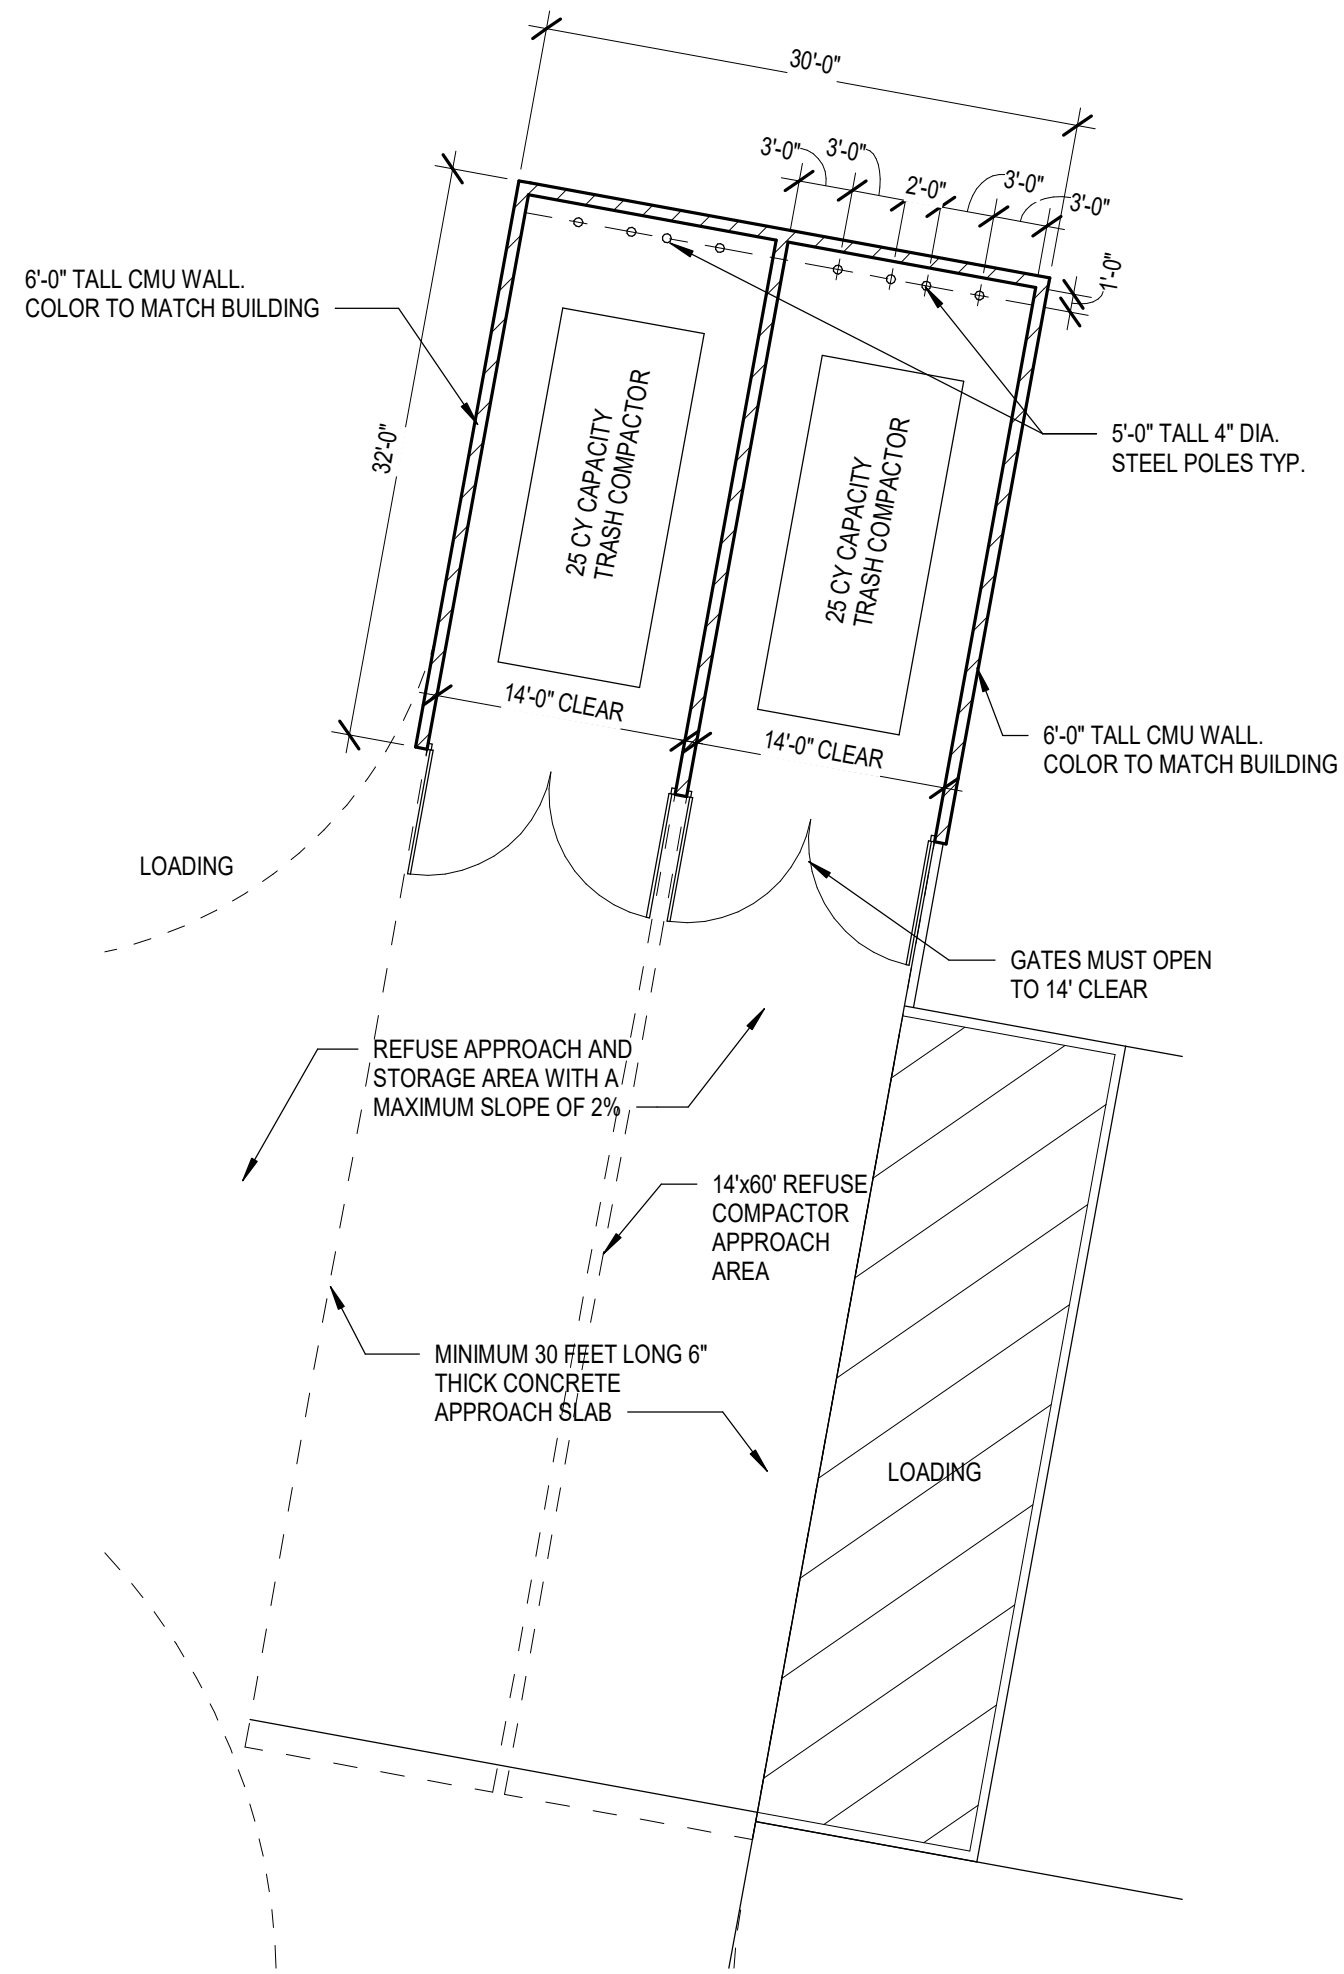 30'-0"
3'-0"
3'-0"
2'-0"
3'-0"
3'-0"
1'-0"
6'-0" TALL CMU WALL.
COLOR TO MATCH BUILDING
32'-0"
25 CY CAPACITY
TRASH COMPACTOR
25 CY CAPACITY
TRASH COMPACTOR
5'-0" TALL 4" DIA.
STEEL POLES TYP.
14'-0" CLEAR
14'-0" CLEAR
6'-0" TALL CMU WALL.
COLOR TO MATCH BUILDING
LOADING
GATES MUST OPEN
TO 14' CLEAR
REFUSE APPROACH AND
STORAGE AREA WITH A
MAXIMUM SLOPE OF 2%
14'x60' REFUSE
COMPACTOR
APPROACH
AREA
MINIMUM 30 FEET LONG 6"
THICK CONCRETE
APPROACH SLAB
LOADING